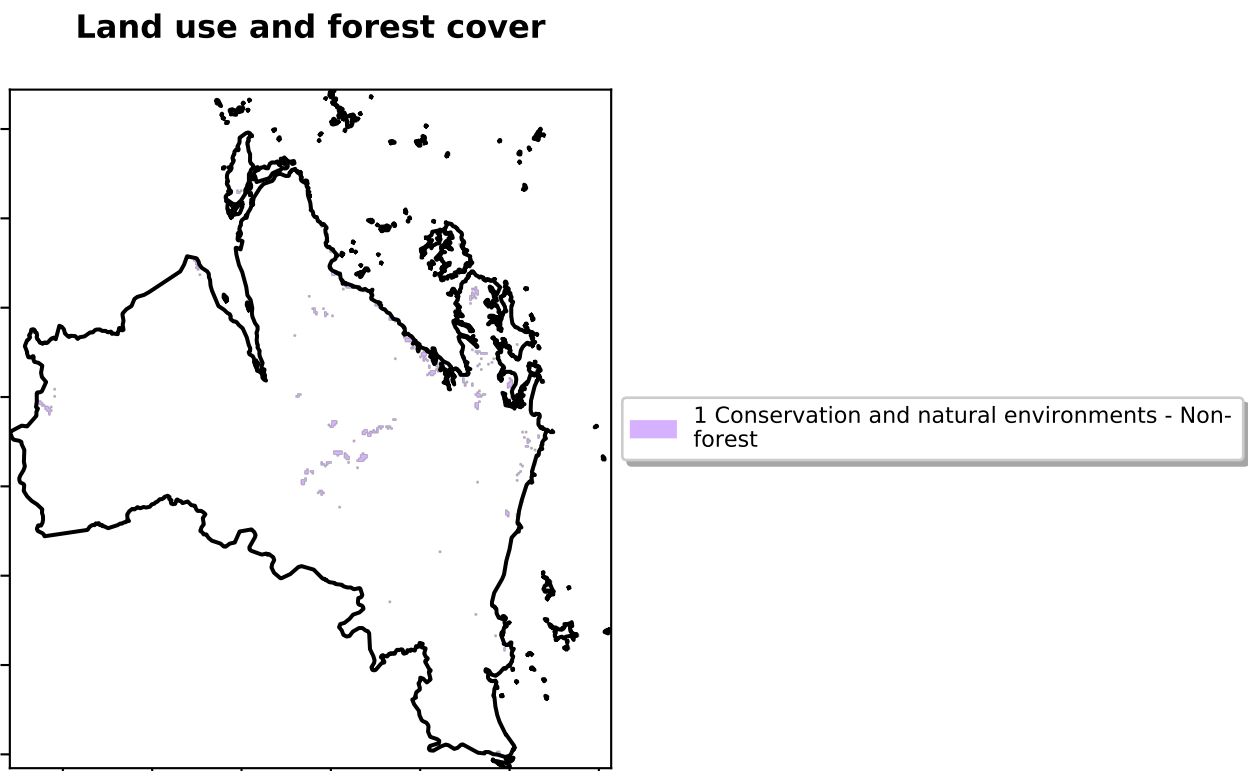 Land use and forest cover
1 Conservation and natural environments - Non-
forest